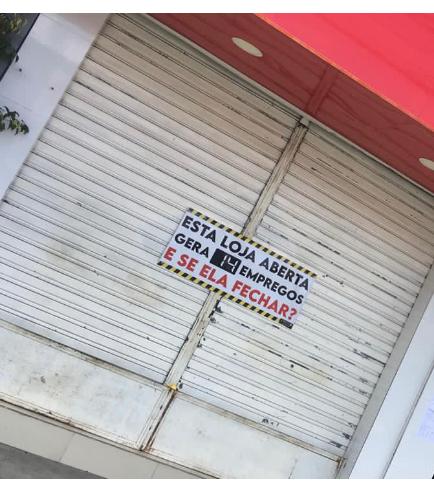 ESTA LOJA ABERTA
GERA 14 EMPREGOS
E SE ELA FECHAR?